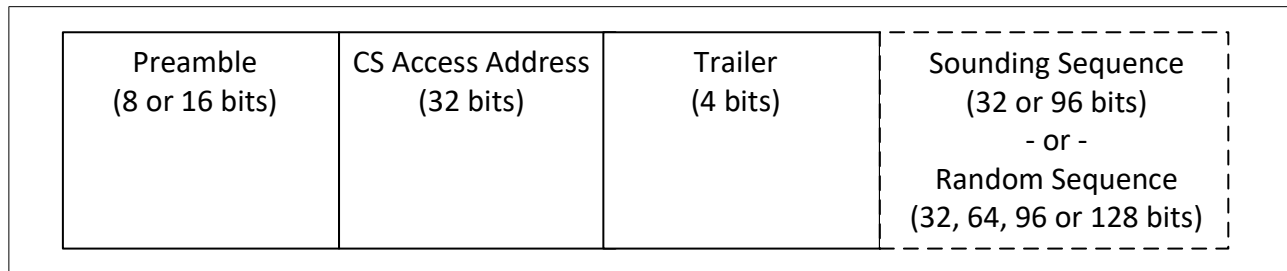 Preamble
(8 or 16 bits)
CS Access Address
(32 bits)
Trailer
(4 bits)
Sounding Sequence
(32 or 96 bits)
- or -
Random Sequence
(32, 64, 96 or 128 bits)